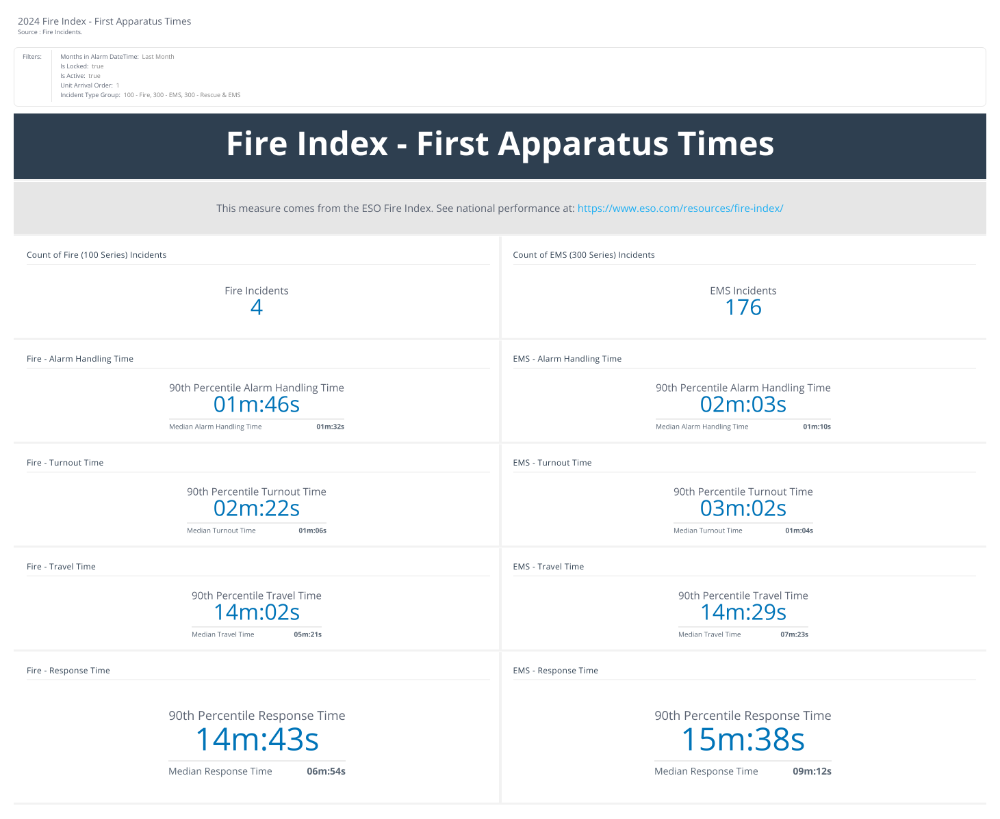 2024 Fire Index - First Apparatus Times
Source : Fire Incidents.
Filters:
Months in Alarm DateTime: Last Month
Is Locked: true
Is Active: true
Unit Arrival Order: 1
Incident Type Group: 100 - Fire, 300 - EMS, 300 - Rescue & EMS
Fire Index - First Apparatus Times
This measure comes from the ESO Fire Index. See national performance at: https://www.eso.com/resources/fire-index/
Count of Fire (100 Series) Incidents
Fire Incidents
4
Count of EMS (300 Series) Incidents
EMS Incidents
176
Fire - Alarm Handling Time
90th Percentile Alarm Handling Time
01m:46s
Median Alarm Handling Time 01m:32s
EMS - Alarm Handling Time
90th Percentile Alarm Handling Time
02m:03s
Median Alarm Handling Time 01m:10s
Fire - Turnout Time
90th Percentile Turnout Time
02m:22s
Median Turnout Time 01m:06s
EMS - Turnout Time
90th Percentile Turnout Time
03m:02s
Median Turnout Time 01m:04s
Fire - Travel Time
90th Percentile Travel Time
14m:02s
Median Travel Time 05m:21s
EMS - Travel Time
90th Percentile Travel Time
14m:29s
Median Travel Time 07m:23s
Fire - Response Time
90th Percentile Response Time
14m:43s
Median Response Time 06m:54s
EMS - Response Time
90th Percentile Response Time
15m:38s
Median Response Time 09m:12s